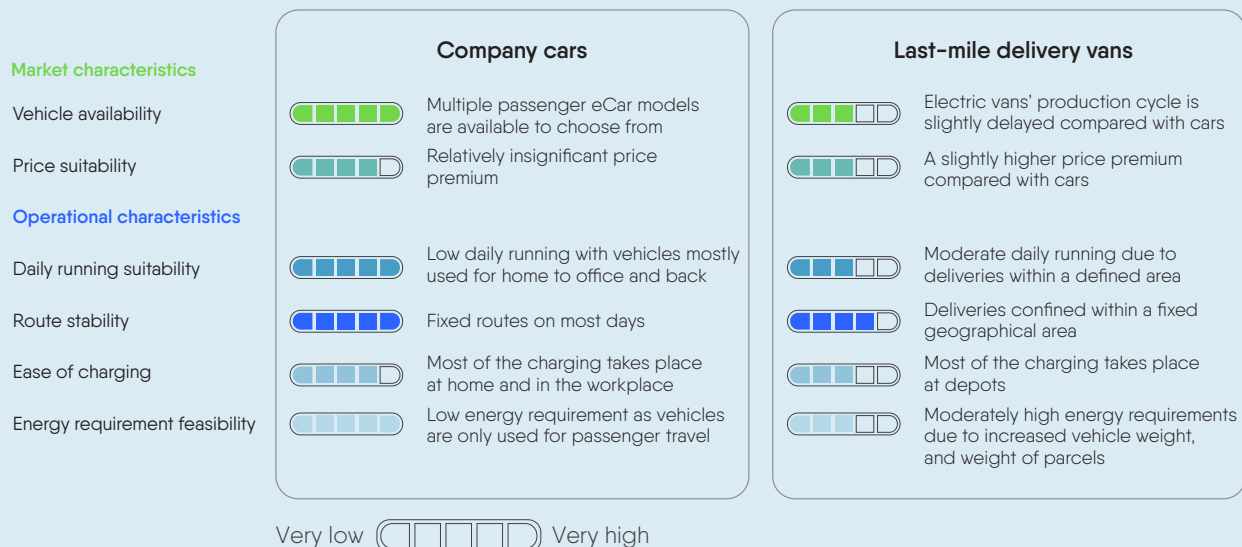 Company cars
Last-mile delivery vans
Market characteristics
Vehicle availability
Multiple passenger eCar models
are available to choose from
Electric vans’ production cycle is
slightly delayed compared with cars
Price suitability
Relatively insignificant price
premium
A slightly higher price premium
compared with cars
Operational characteristics
Daily running suitability
Low daily running with vehicles mostly
used for home to office and back
Moderate daily running due to
deliveries within a defined area
Route stability
Fixed routes on most days
Deliveries confined within a fixed
geographical area
Ease of charging
Most of the charging takes place
at home and in the workplace
Most of the charging takes place
at depots
Energy requirement feasibility
Low energy requirement as vehicles
are only used for passenger travel
Moderately high energy requirements
due to increased vehicle weight,
and weight of parcels
Very low
Very high